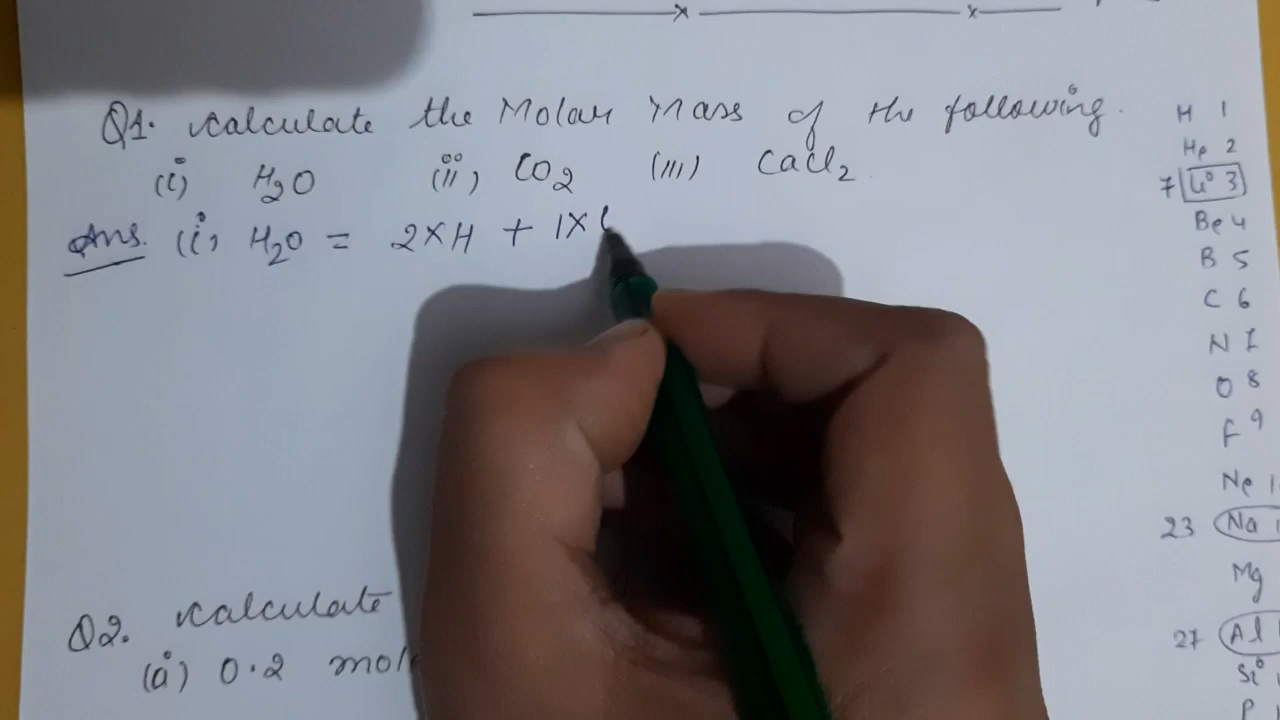 Q1. Calculate the Molar Mass of the following.
(i) H2O (ii) CO2 (iii) CaCl2
Ans. (i) H2O = 2×H + 1×
Q2. Calculate
(a) 0.2
H 1
He 2
7 Li 3
Be 4
B 5
C 6
N 7
O 8
F 9
Ne
23 Na
Mg
27 Al
Si
P